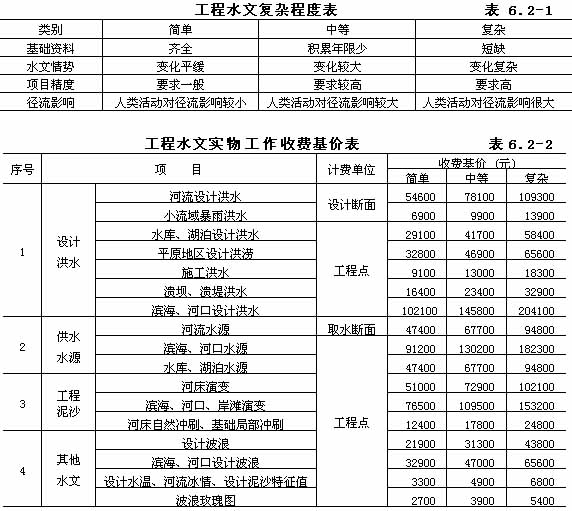 工程水文复杂程度表 表 6.2-1
类别 简单 中等 复杂
基础资料 齐全 积累年限少 短缺
水文情势 变化平缓 变化较大 变化复杂
项目精度 要求一般 要求较高 要求高
径流影响 人类活动对径流影响较小 人类活动对径流影响较大 人类活动对径流影响很大
工程水文实物工作收费基价表 表 6.2-2
序号 项 目 计费单位 收费基价 (元)
简单 中等 复杂
1 设计洪水 河流设计洪水 设计断面 54600 78100 109300
小流域暴雨洪水 6900 9900 13900
水库、湖泊设计洪水 工程点 29100 41700 58400
平原地区设计洪涝 32800 46900 65600
施工洪水 9100 13000 18300
溃坝、溃堤洪水 16400 23400 32900
滨海、河口设计洪水 102100 145800 204100
2 供水水源 河流水源 取水断面 47400 67700 94800
滨海、河口水源 工程点 91200 130200 182300
水库、湖泊水源 47400 67700 94800
3 工程泥沙 河床演变 51000 72900 102100
滨海、河口、岸滩演变 76500 109500 153200
河床自然冲刷、基础局部冲刷 12400 17800 24800
4 其他水文 设计波浪 21900 31300 43800
滨海、河口设计波浪 32900 47000 65600
设计水温、河流冰情、设计泥沙特征值 3300 4900 6800
波浪玫瑰图 2700 3900 5400